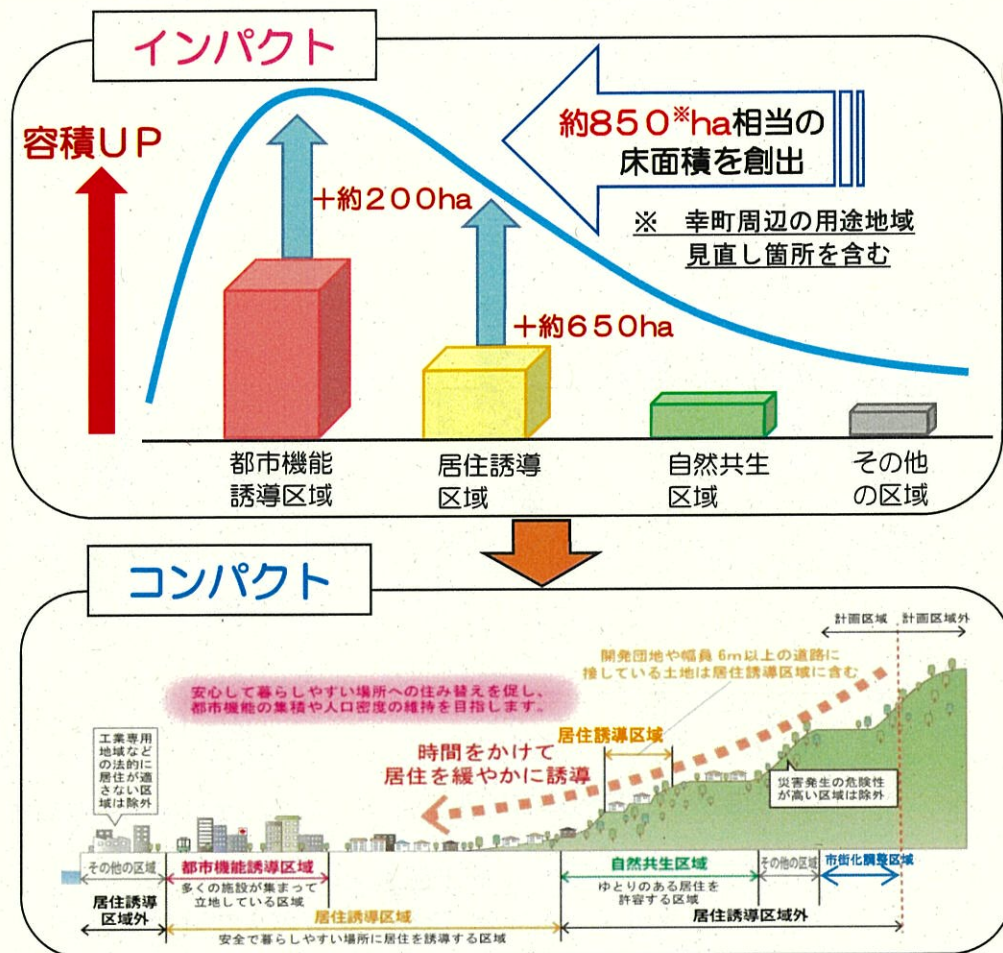 インパクト
容積UP
約850※ha相当の
床面積を創出
+約200ha
※ 幸町周辺の用途地域
見直し箇所を含む
+約650ha
都市機能
誘導区域
居住誘導
区域
自然共生
区域
その他
の区域
コンパクト
計画区域
計画区域外
開発団地や幅員6m以上の道路に
接している土地は居住誘導区域に含む
安心して暮らしやすい場所への住み替えを促し、
都市機能の集積や人口密度の維持を目指します。
工業専用
地域など
の法的に
居住が適
さない区
域は除外
時間をかけて
居住を緩やかに誘導
居住誘導区域
災害発生の危険性
が高い区域は除外
その他の区域
都市機能誘導区域
自然共生区域
その他の区域
市街化調整区域
多くの施設が集まって
立地している区域
ゆとりのある居住を
許容する区域
居住誘導
区域外
居住誘導区域
居住誘導区域外
安全で暮らしやすい場所に居住を誘導する区域